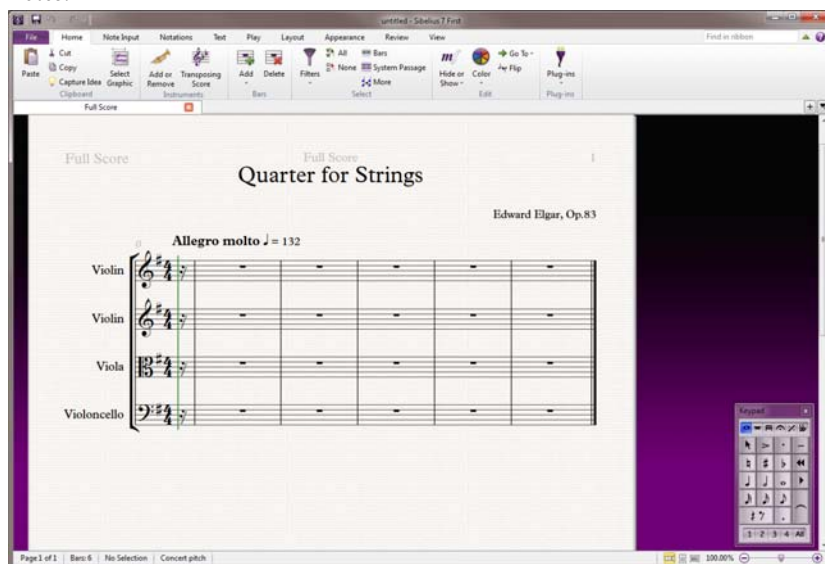 untitled - Sibelius 7 First
File Home Note Input Notations Text Play Layout Appearance Review View Find in ribbon
Paste Cut Copy Capture Idea Select Graphic Clipboard
Add or Remove Transposing Score Instruments
Add Delete Bars
Filters All None Bars System Passage More Select
Hide or Show Color Go To Flip Edit
Plug-ins Plug-ins
Full Score
Full Score Full Score 1
Quarter for Strings
Edward Elgar, Op.83
Allegro molto ♩ = 132
Violin
Violin
Viola
Violoncello
Keypad
1 2 3 4 All
Page 1 of 1 Bars: 6 No Selection Concert pitch 100.00%